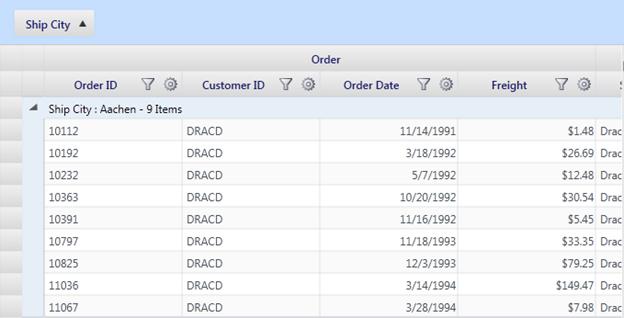 Ship City ▲
Order
Order ID Customer ID Order Date Freight
Ship City : Aachen - 9 Items
10112 DRACD 11/14/1991 $1.48 Drac
10192 DRACD 3/18/1992 $26.69 Drac
10232 DRACD 5/7/1992 $12.48 Drac
10363 DRACD 10/20/1992 $30.54 Drac
10391 DRACD 11/16/1992 $5.45 Drac
10797 DRACD 11/18/1993 $33.35 Drac
10825 DRACD 12/3/1993 $79.25 Drac
11036 DRACD 3/14/1994 $149.47 Drac
11067 DRACD 3/28/1994 $7.98 Drac